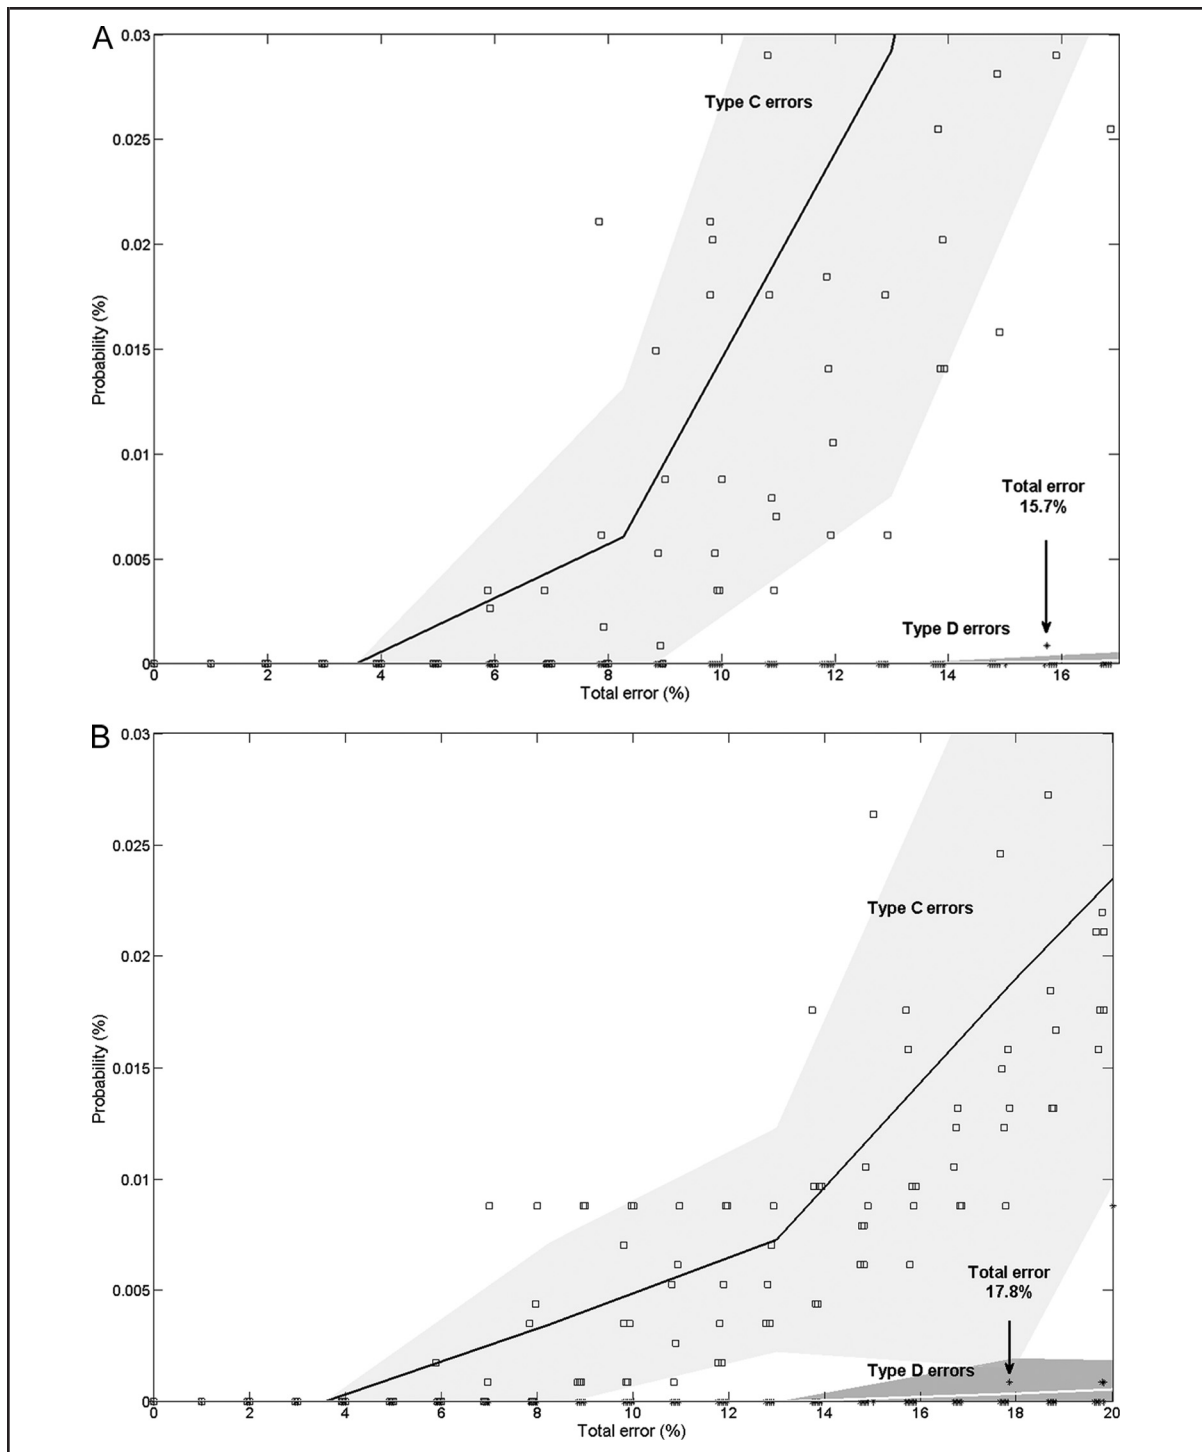 A
0.03
Type C errors
0.025
0.02
0.015
Probability (%)
0.01
Total error
15.7%
0.005
Type D errors
0
0 2 4 6 8 10 12 14 16
Total error (%)
B
0.03
0.025
Type C errors
0.02
0.015
Probability (%)
0.01
0.005
Total error
17.8%
Type D errors
0
0 2 4 6 8 10 12 14 16 18 20
Total error (%)